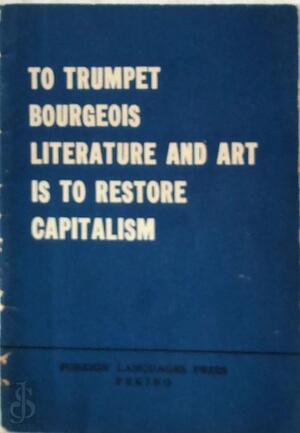 TO TRUMPET
BOURGEOIS
LITERATURE AND ART
IS TO RESTORE
CAPITALISM
FOREIGN LANGUAGES PRESS
PEKING